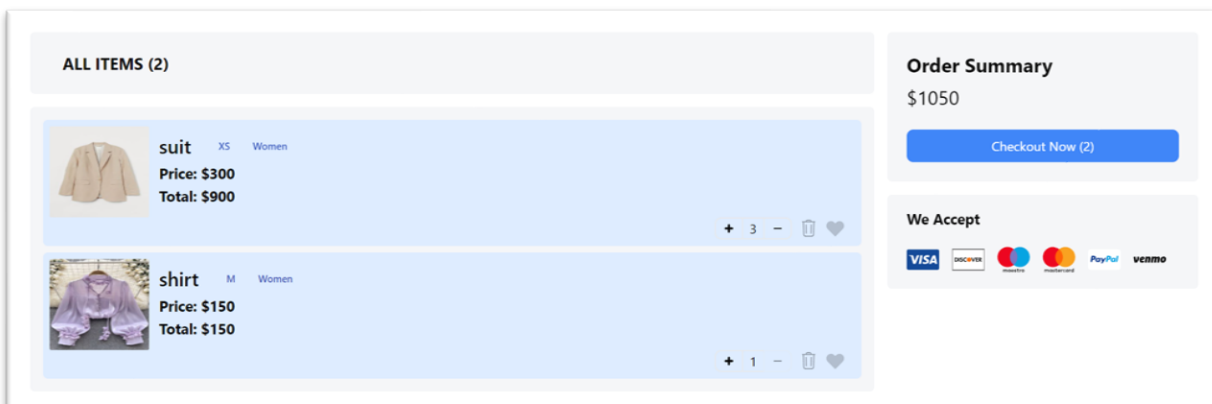 ALL ITEMS (2)
suit XS Women
Price: $300
Total: $900
+ 3 −
shirt M Women
Price: $150
Total: $150
+ 1 −
Order Summary
$1050
Checkout Now (2)
We Accept
VISA DISCOVER maestro mastercard PayPal venmo